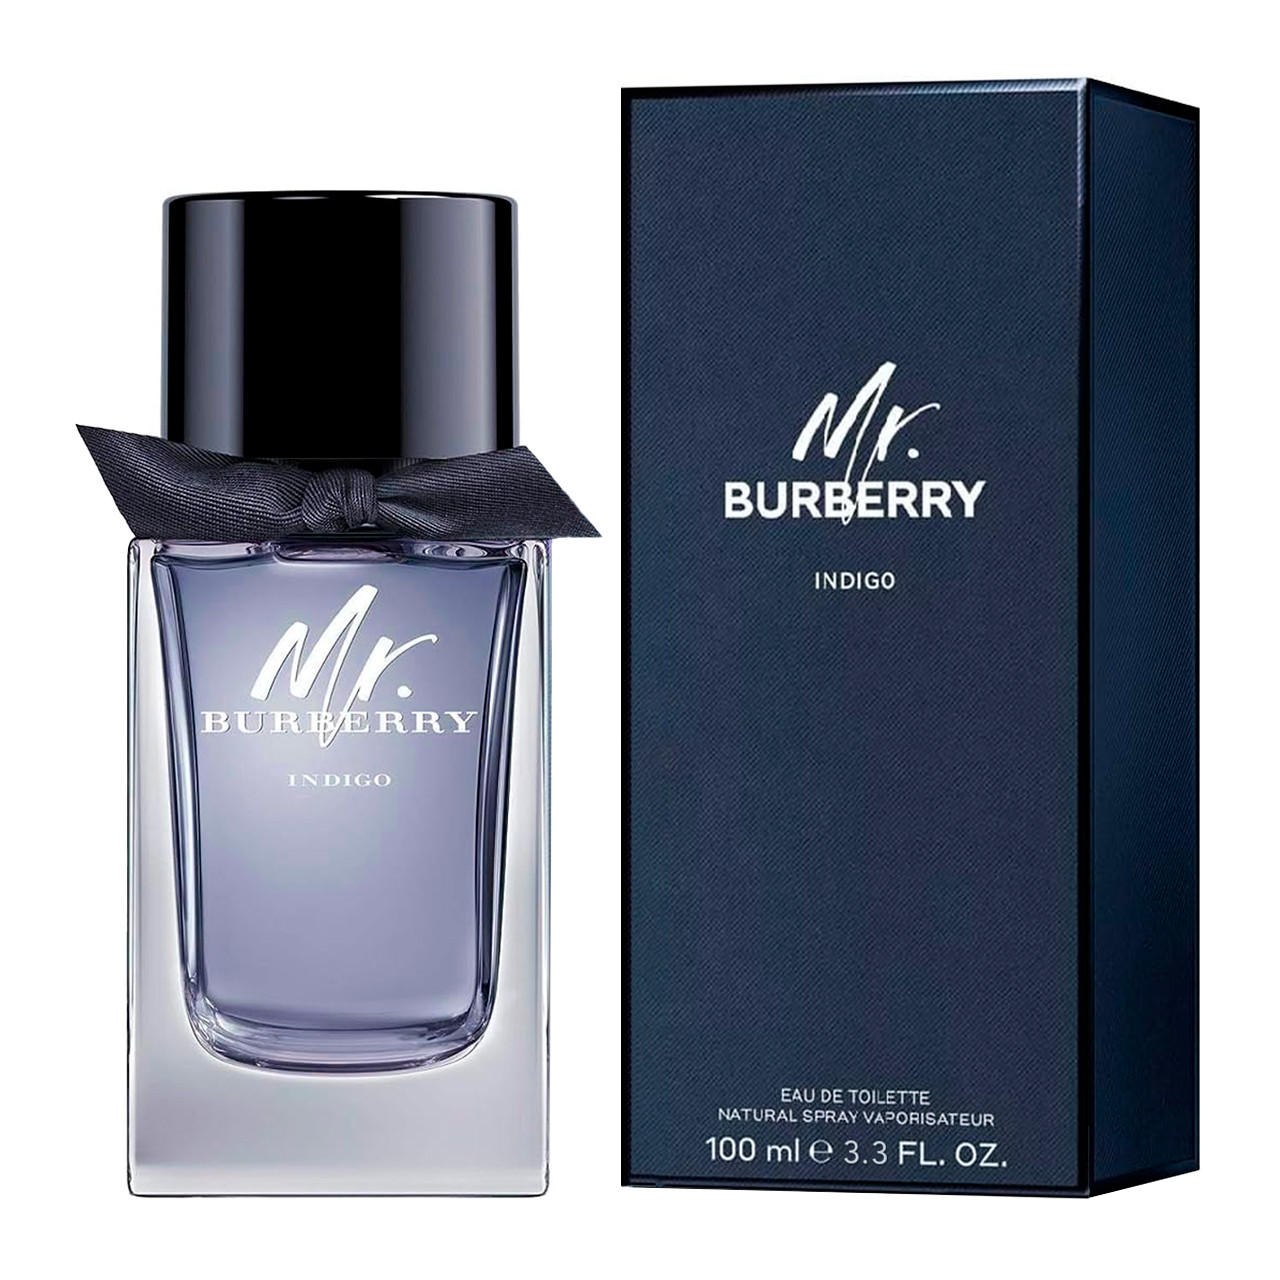 Mr.
BURBERRY
INDIGO
Mr.
BURBERRY
INDIGO
EAU DE TOILETTE
NATURAL SPRAY VAPORISATEUR
100 ml ℮ 3.3 FL. OZ.